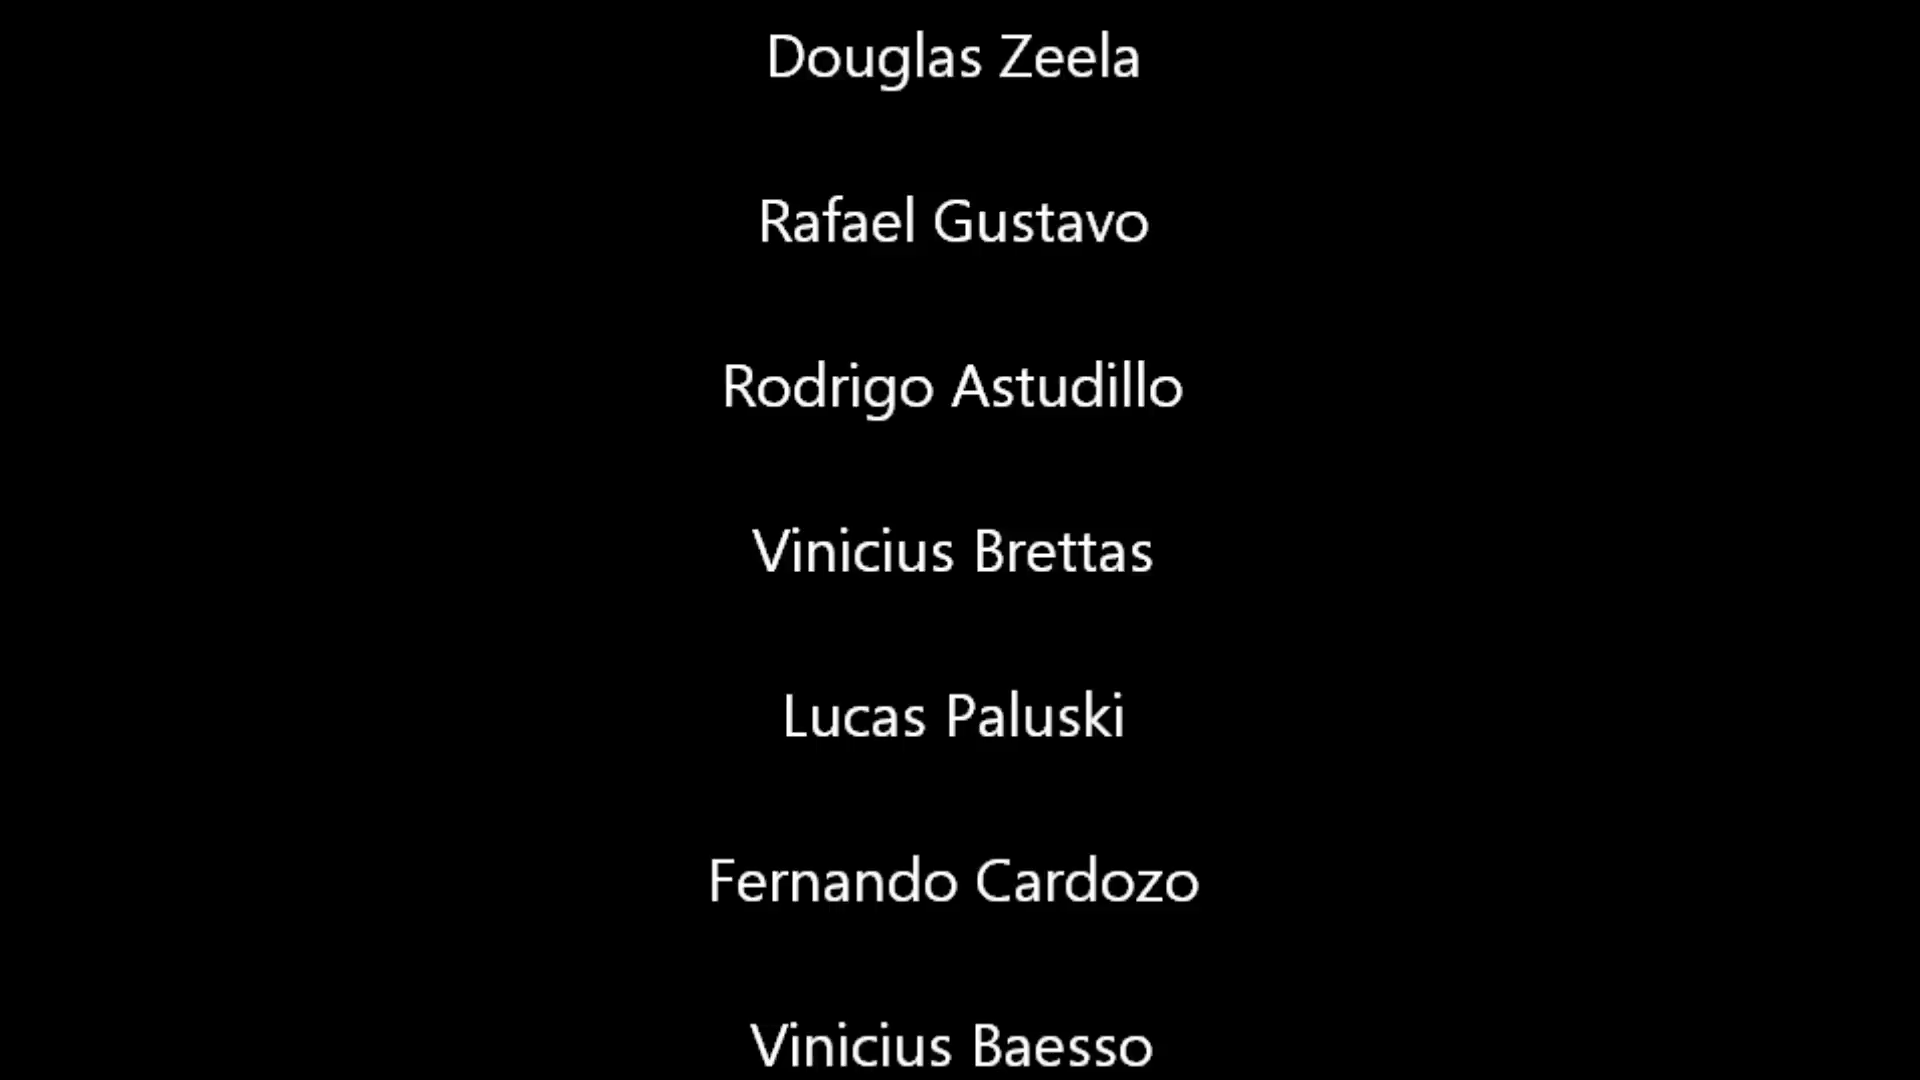 Douglas Zeela
Rafael Gustavo
Rodrigo Astudillo
Vinicius Brettas
Lucas Paluski
Fernando Cardozo
Vinicius Baesso